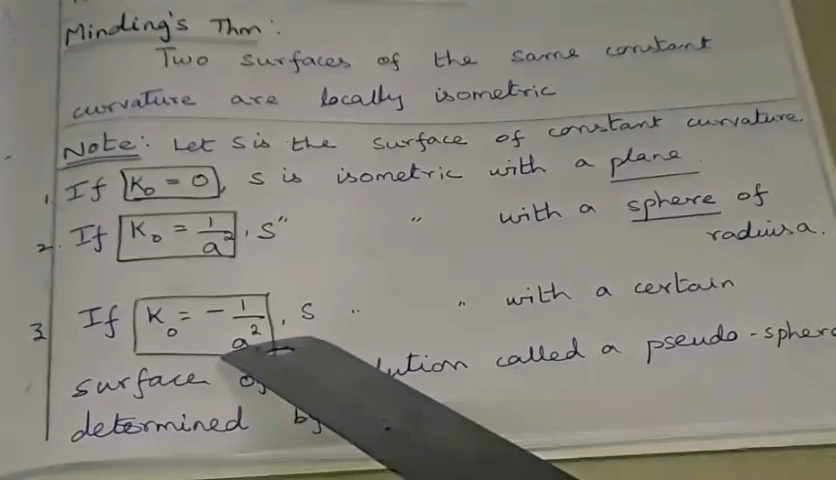 Minding's Thm:
Two surfaces of the same constant
curvature are locally isometric
Note: Let S is the surface of constant curvature.
1. If K₀ = 0, S is isometric with a plane
2. If K₀ = 1/a², S " " with a sphere of
radius a.
3. If K₀ = -1/a², S " " with a certain
surface called a pseudo-sphere
determined by